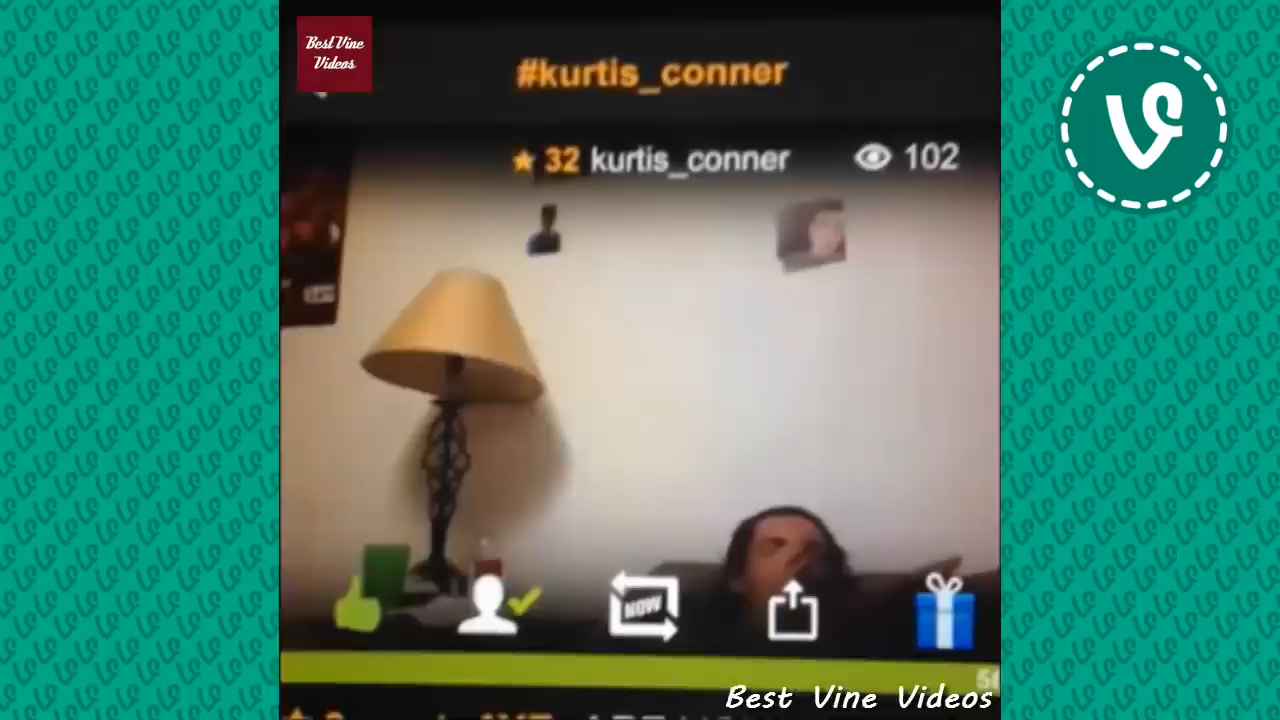 Best Vine
Videos
#kurtis_conner
★ 32 kurtis_conner 102
NOW
Best Vine Videos